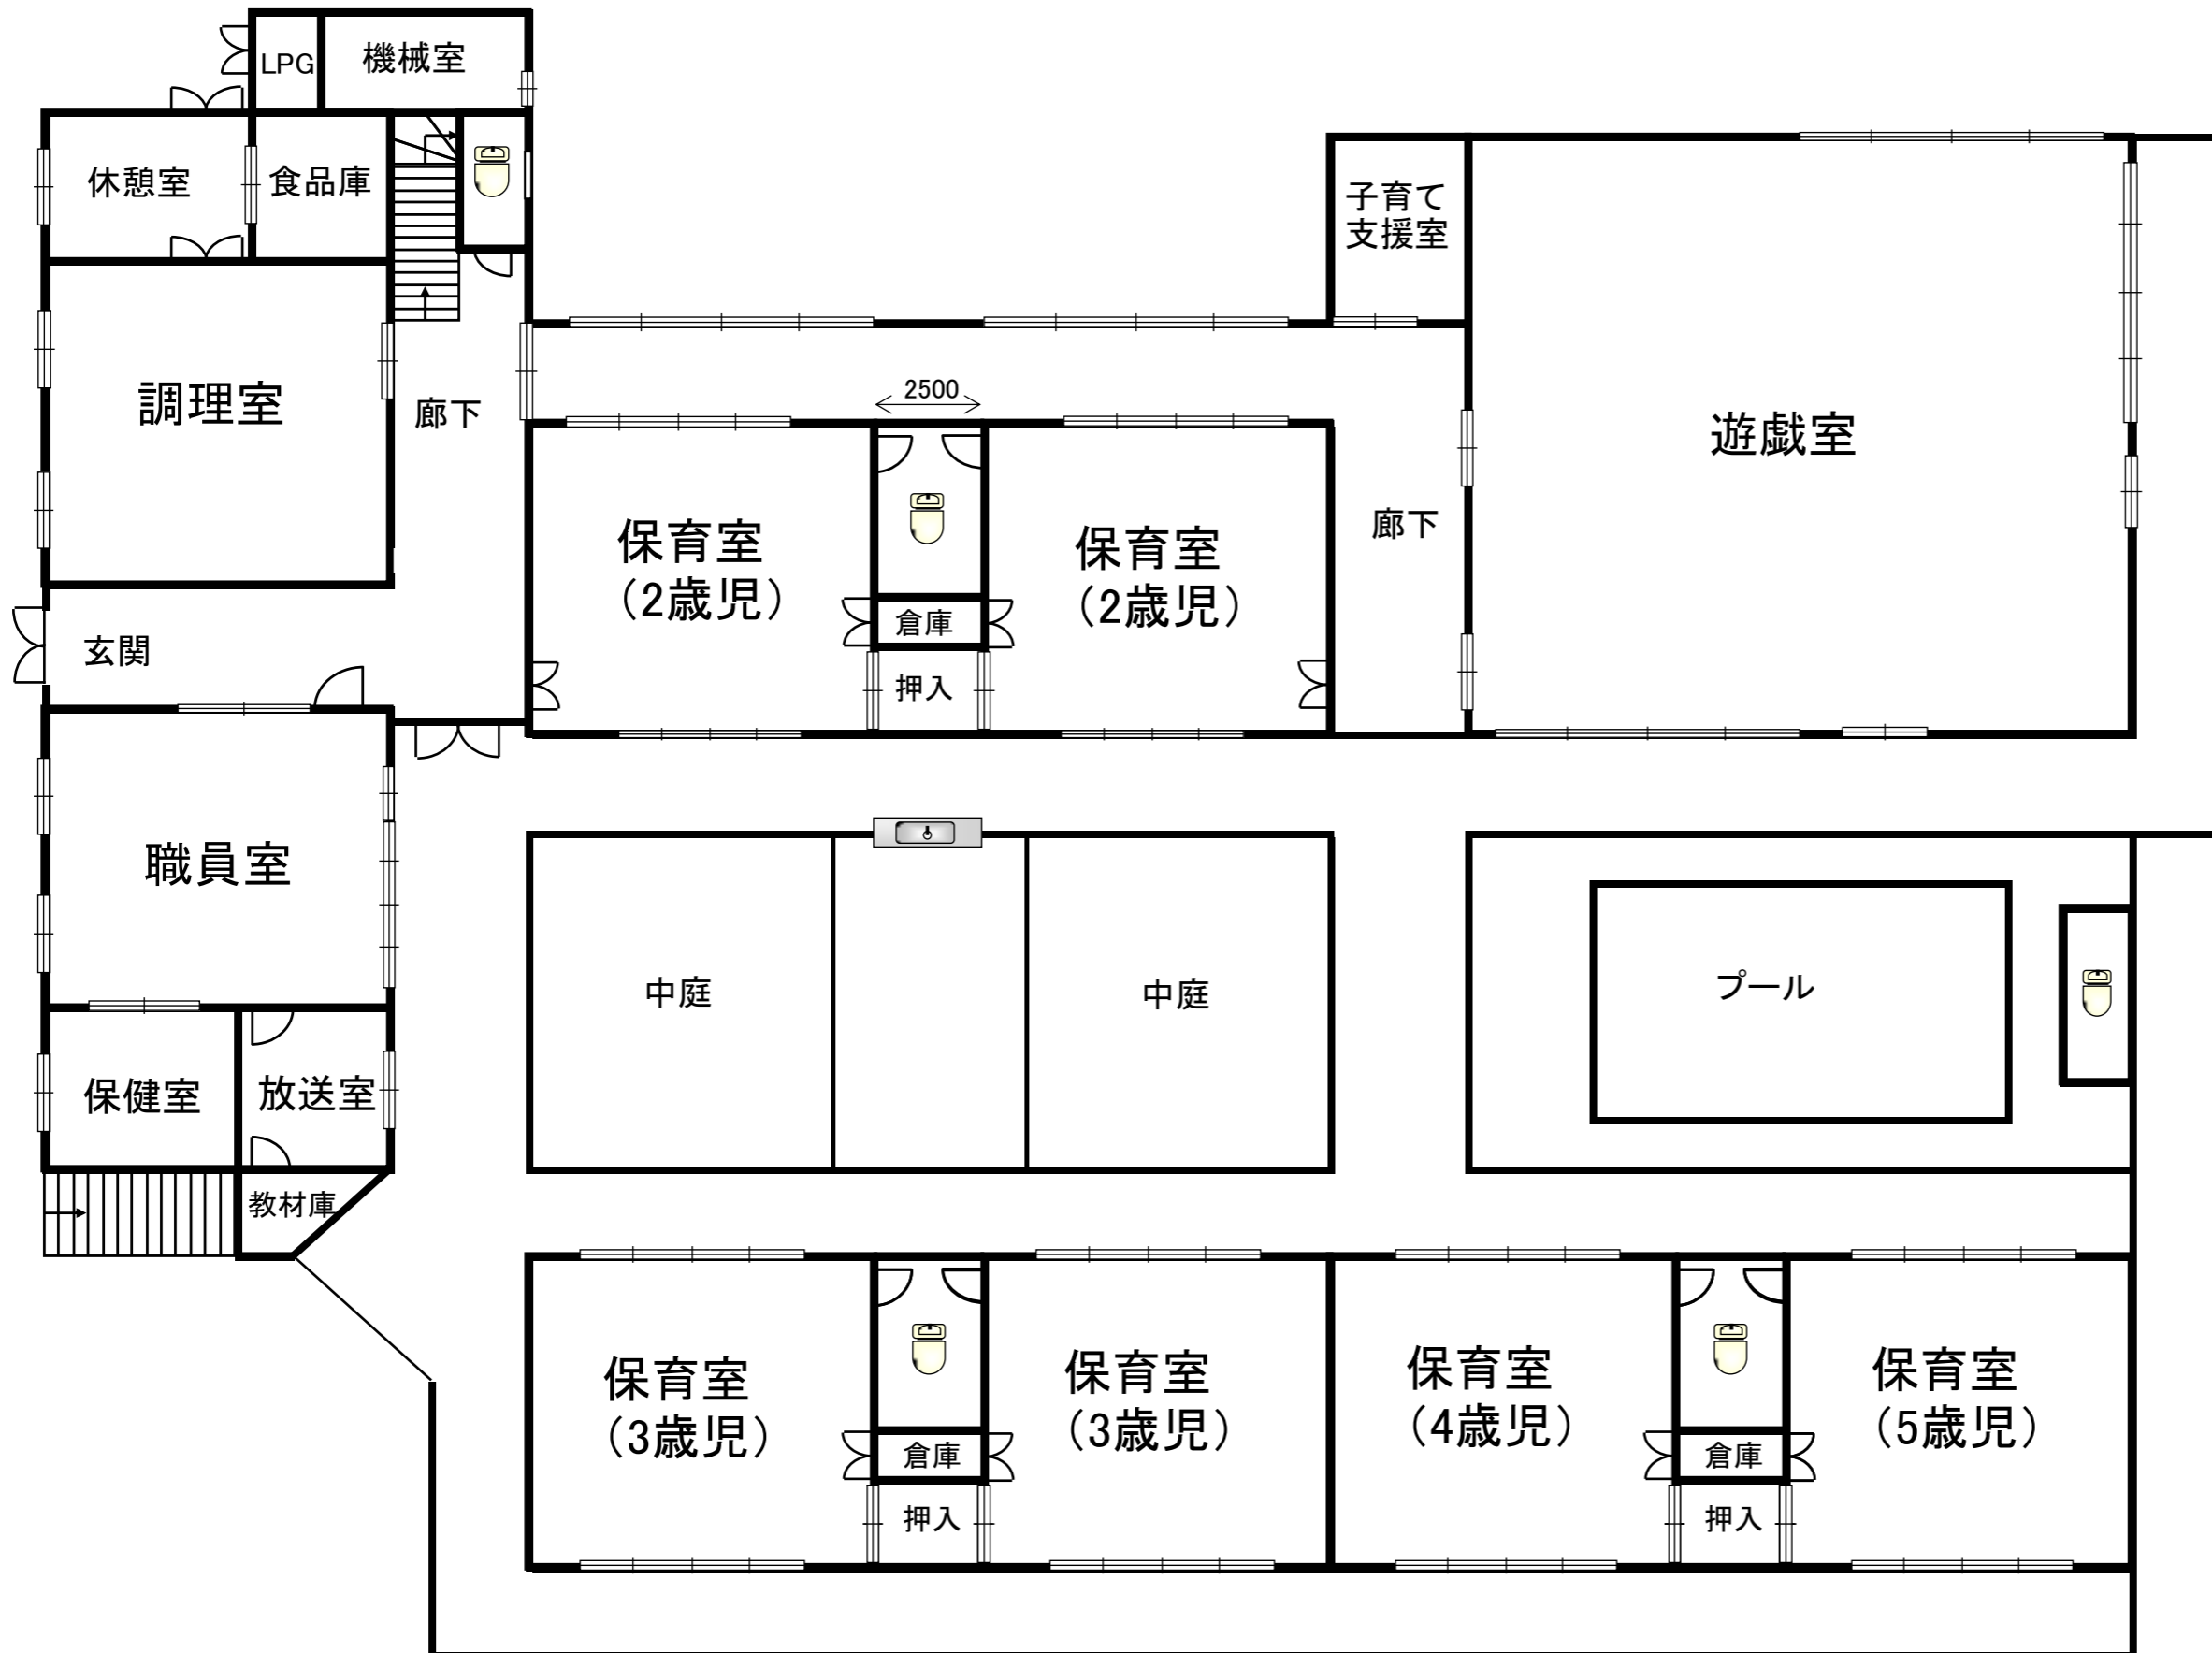 LPG
機械室
休憩室
食品庫
子育て
支援室
調理室
廊下
2500
遊戯室
保育室
(2歳児)
保育室
(2歳児)
廊下
倉庫
玄関
押入
職員室
中庭
中庭
プール
保健室
放送室
教材庫
保育室
(3歳児)
保育室
(3歳児)
保育室
(4歳児)
保育室
(5歳児)
倉庫
倉庫
押入
押入